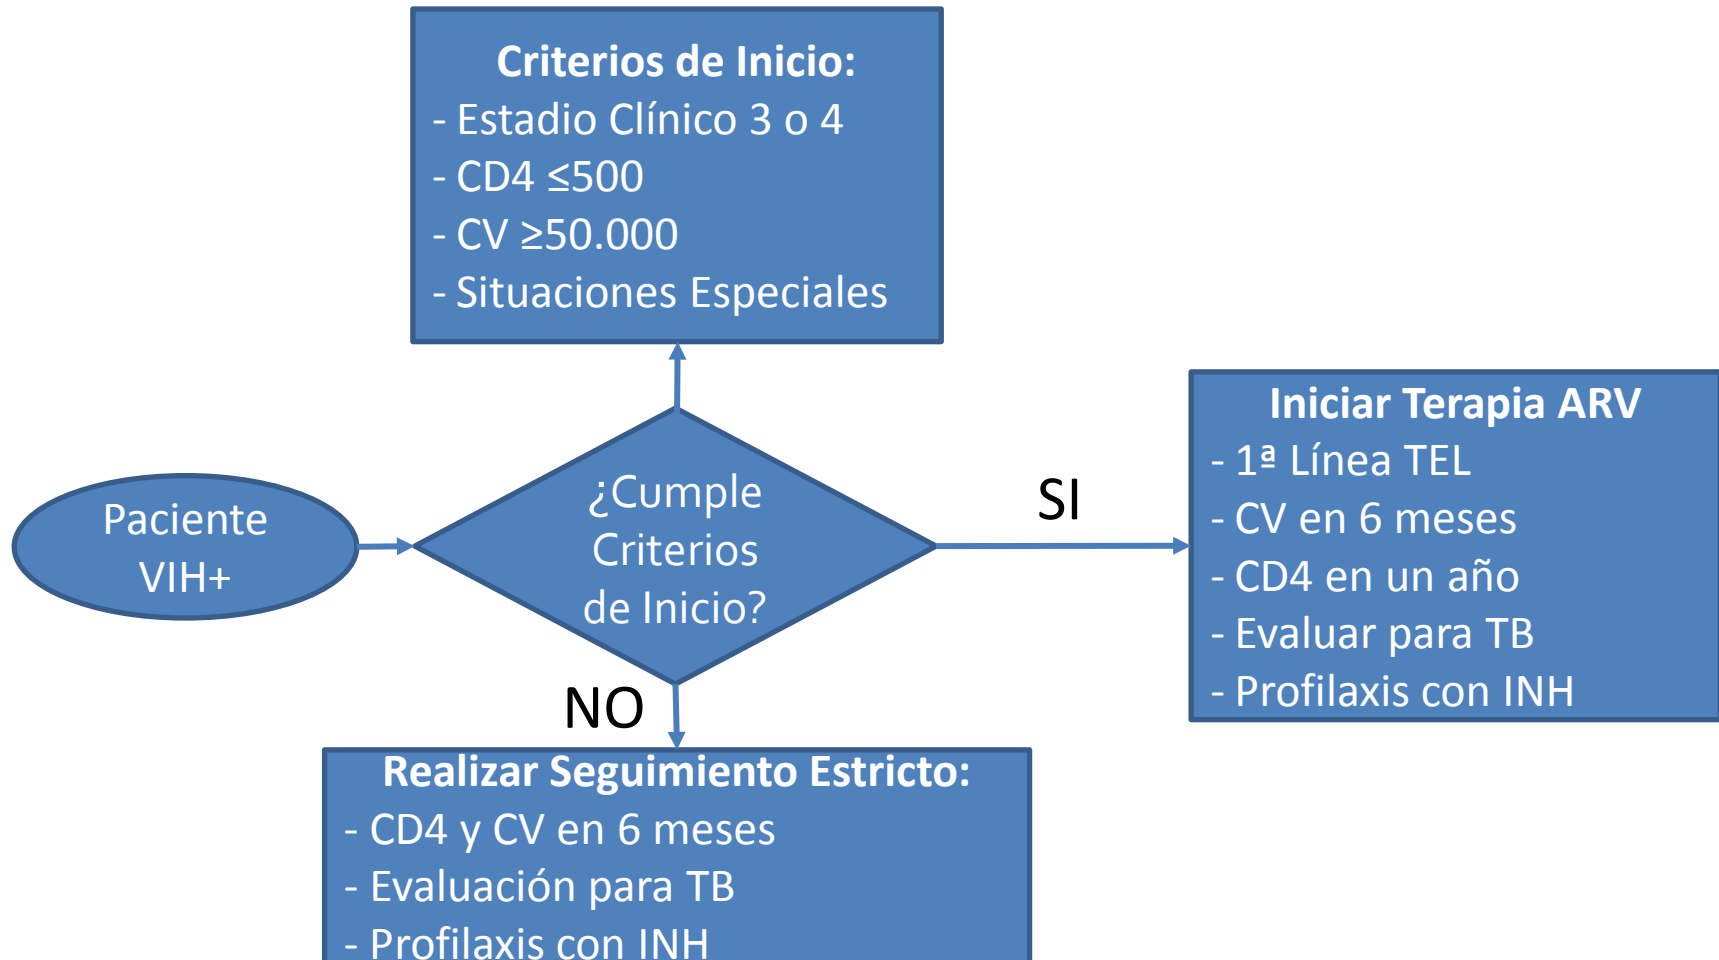 Criterios de Inicio:
- Estadio Clínico 3 o 4
- CD4 ≤500
- CV ≥50.000
- Situaciones Especiales
Paciente
VIH+
¿Cumple
Criterios
de Inicio?
SI
Iniciar Terapia ARV
- 1ª Línea TEL
- CV en 6 meses
- CD4 en un año
- Evaluar para TB
- Profilaxis con INH
NO
Realizar Seguimiento Estricto:
- CD4 y CV en 6 meses
- Evaluación para TB
- Profilaxis con INH